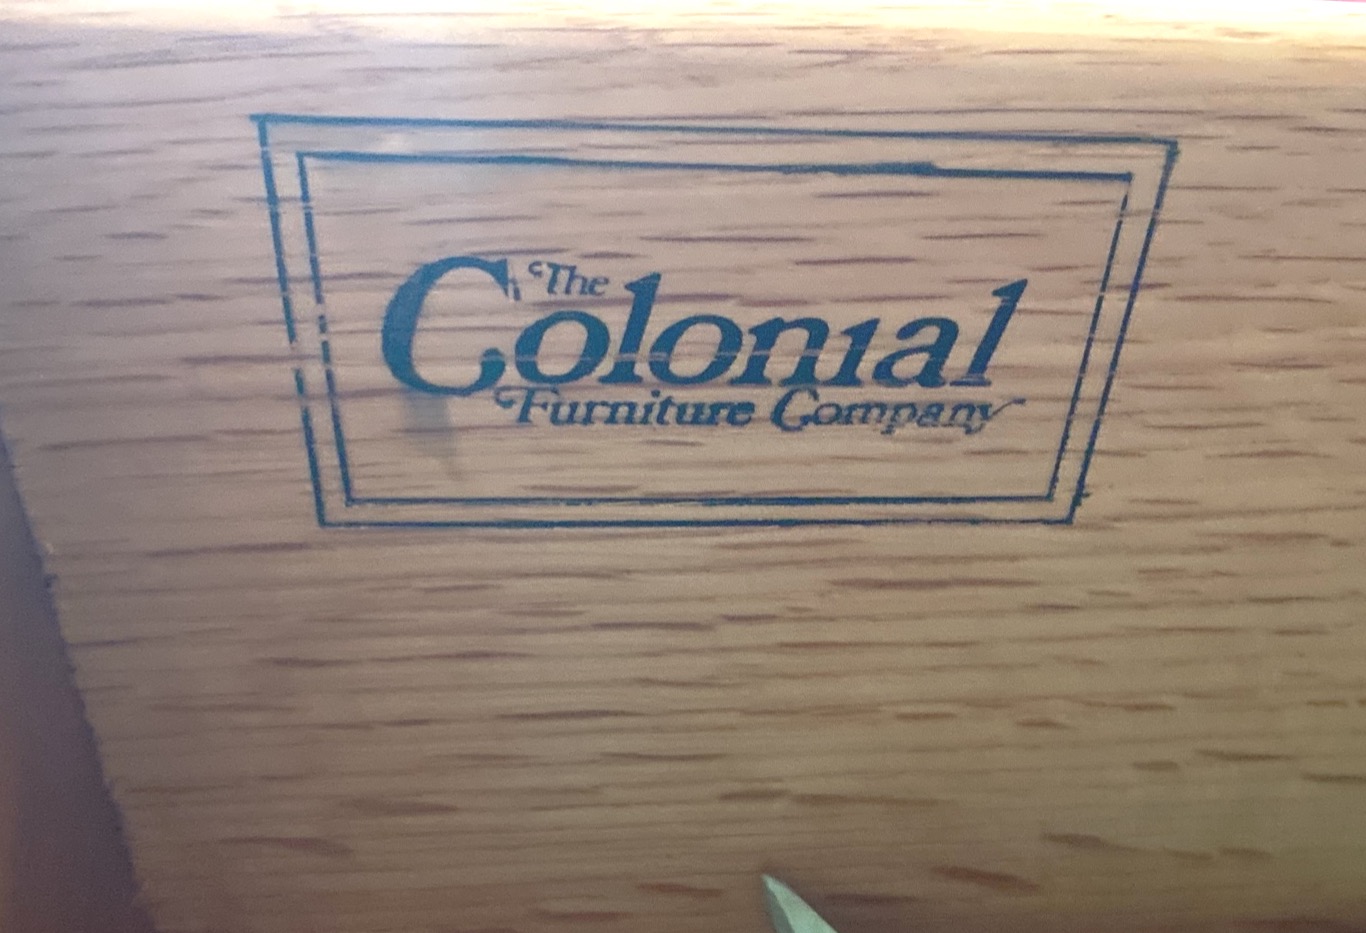 The
Colonial
Furniture Company